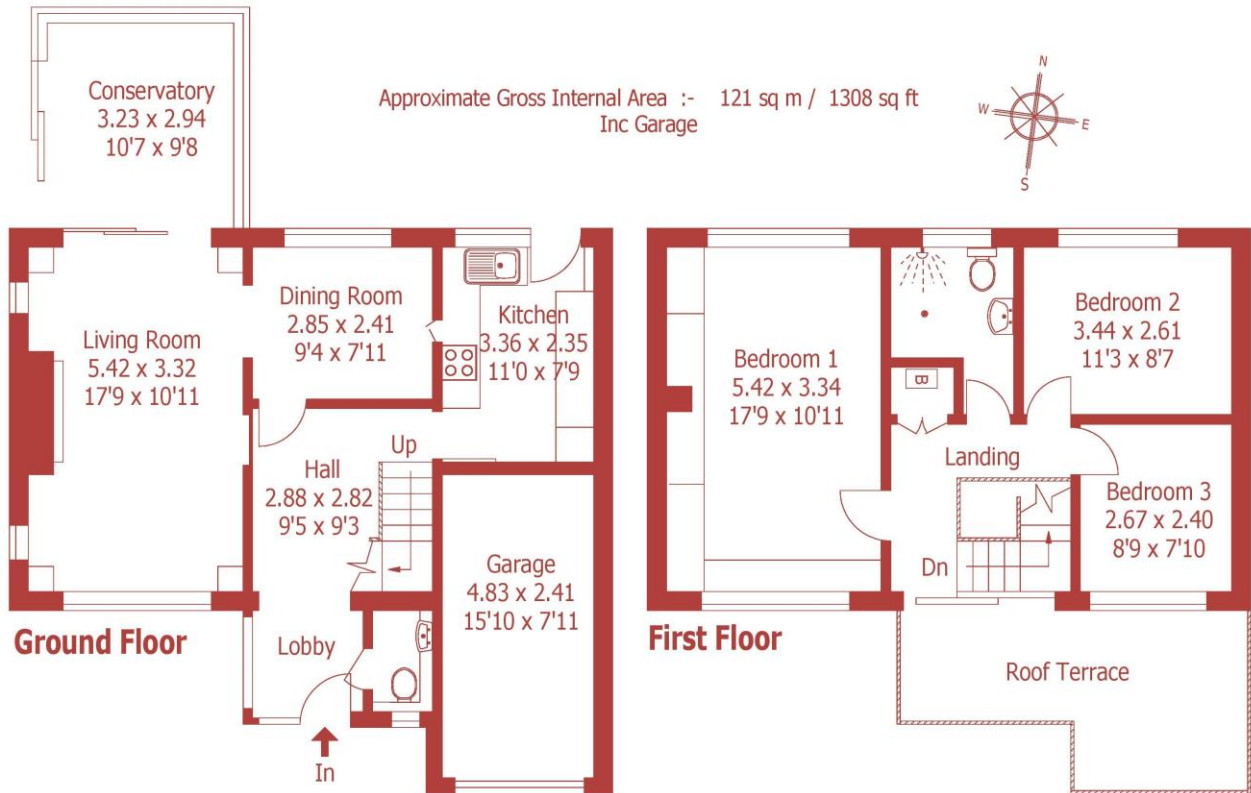 Conservatory
3.23 x 2.94
10'7 x 9'8
Approximate Gross Internal Area :- 121 sq m / 1308 sq ft
Inc Garage
N
W
E
S
Living Room
5.42 x 3.32
17'9 x 10'11
Dining Room
2.85 x 2.41
9'4 x 7'11
Kitchen
3.36 x 2.35
11'0 x 7'9
Up
Hall
2.88 x 2.82
9'5 x 9'3
Garage
4.83 x 2.41
15'10 x 7'11
Lobby
In
Ground Floor
Bedroom 1
5.42 x 3.34
17'9 x 10'11
B
Bedroom 2
3.44 x 2.61
11'3 x 8'7
Landing
Bedroom 3
2.67 x 2.40
8'9 x 7'10
Dn
First Floor
Roof Terrace